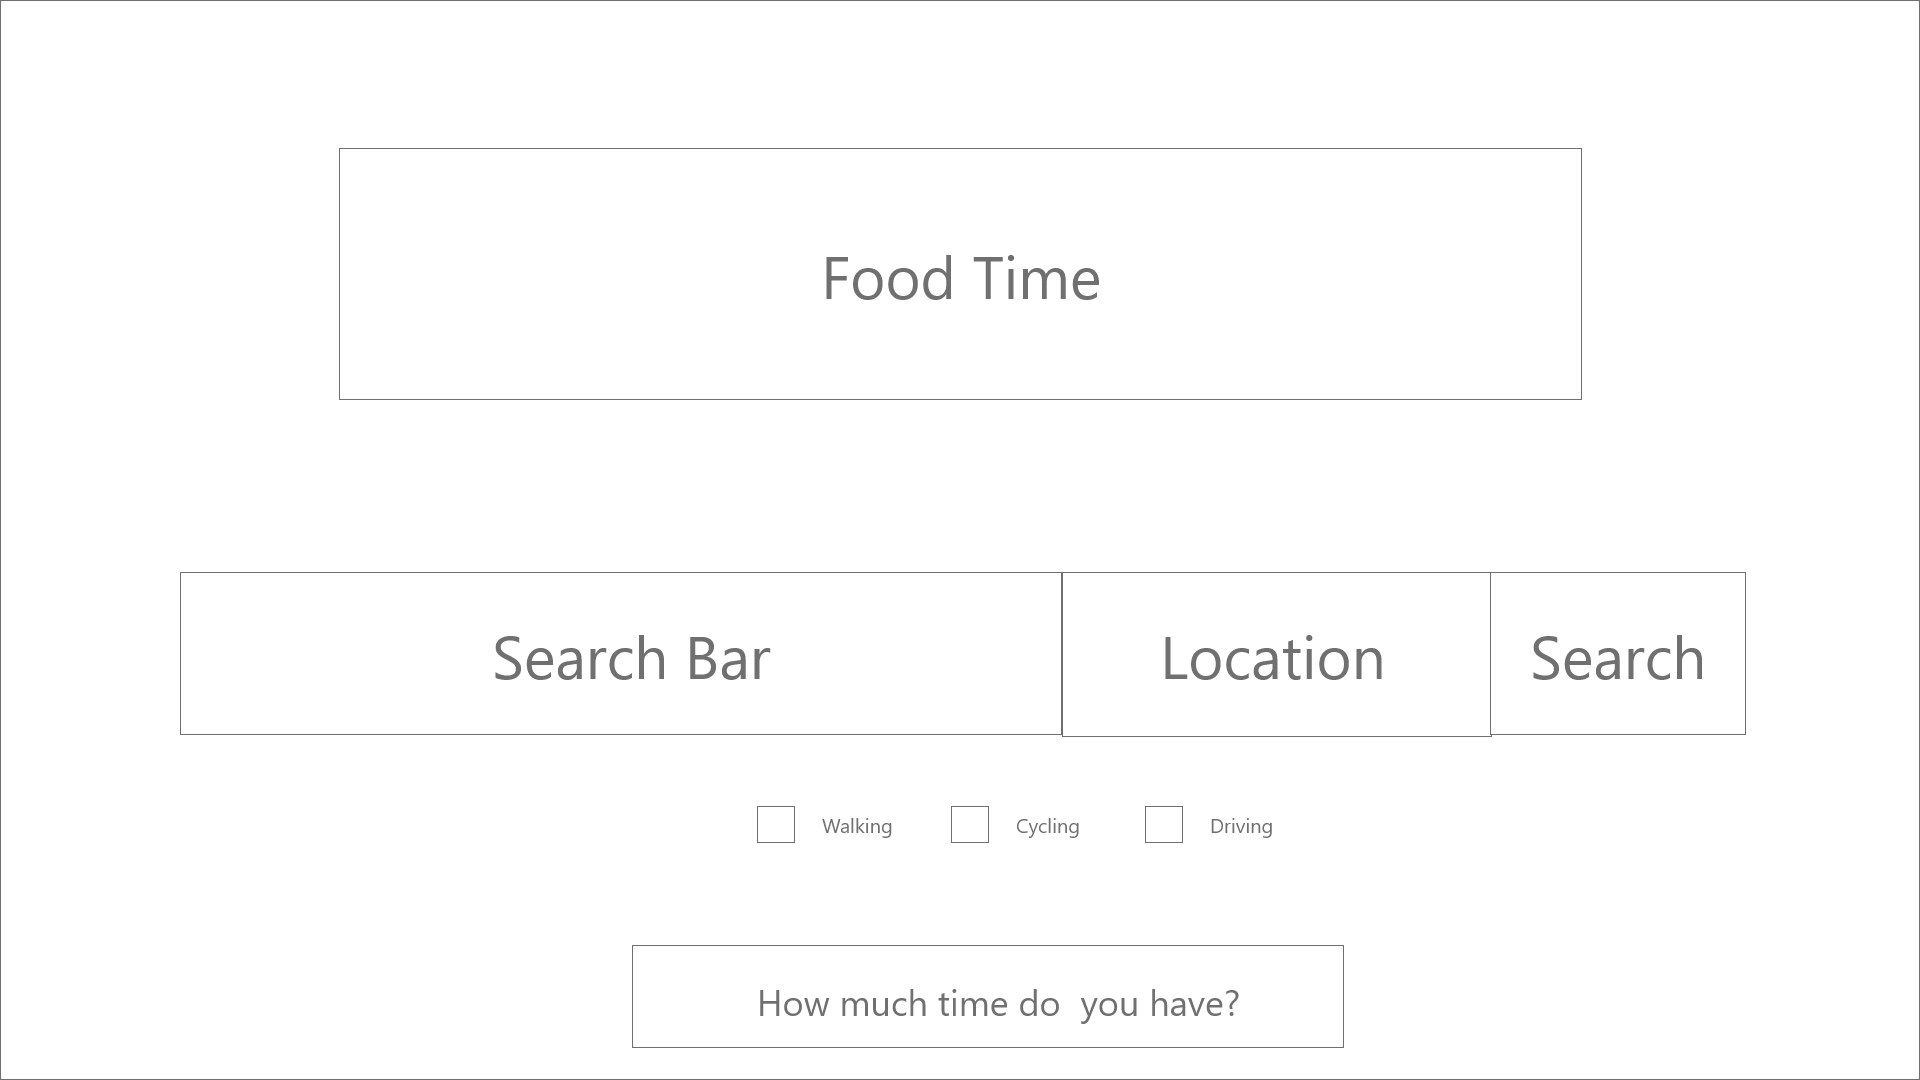 Food Time
Search Bar
Location
Search
Walking
Cycling
Driving
How much time do  you have?